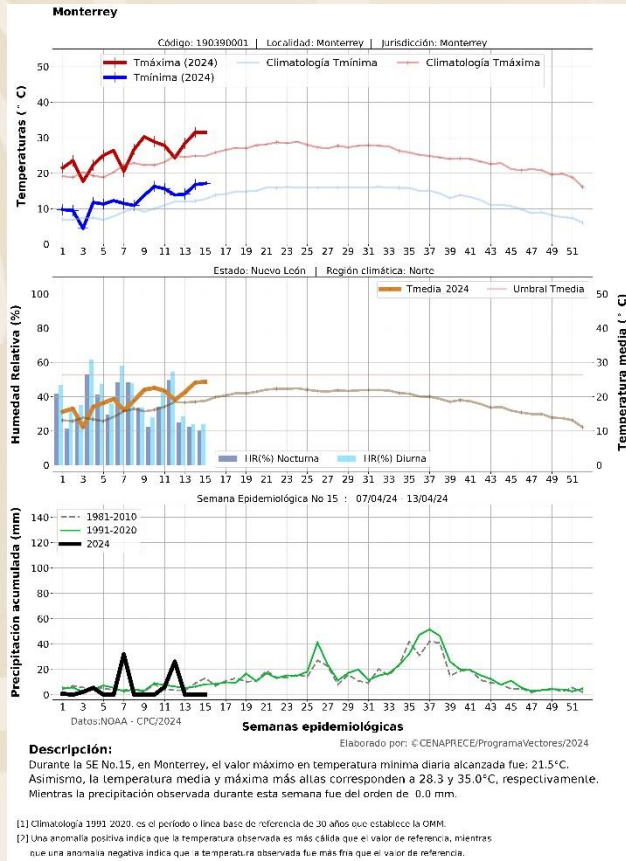 Monterrey
Código: 190390001 | Localidad: Monterrey | Jurisdicción: Monterrey
Tmáxima (2024)
Tmínima (2024)
Climatología Tmínima
Climatología Tmáxima
Temperaturas (° C)
50
40
30
20
10
0
1 3 5 7 9 11 13 15 17 19 21 23 25 27 29 31 33 35 37 39 41 43 45 47 49 51
Estado: Nuevo León | Región climática: Norte
Tmedia 2024
Umbral Tmedia
Humedad Relativa (%)
100
80
60
40
20
0
Temperatura media (° C)
50
40
30
20
10
0
HR(%) Nocturna
HR(%) Diurna
1 3 5 7 9 11 13 15 17 19 21 23 25 27 29 31 33 35 37 39 41 43 45 47 49 51
Semana Epidemiológica No 15 : 07/04/24 - 13/04/24
1981-2010
1991-2020
2024
Precipitación acumulada (mm)
140
120
100
80
60
40
20
0
1 3 5 7 9 11 13 15 17 19 21 23 25 27 29 31 33 35 37 39 41 43 45 47 49 51
Datos:NOAA - CPC/2024
Semanas epidemiológicas
Elaborado por: ©CENAPRECE/ProgramaVectores/2024
Descripción:
Durante la SE No.15, en Monterrey, el valor máximo en temperatura mínima diaria alcanzada fue: 21.5°C.
Asimismo, la temperatura media y máxima más altas corresponden a 28.3 y 35.0°C, respectivamente.
Mientras la precipitación observada durante esta semana fue del orden de 0.0 mm.
[1] Climatología 1991-2020, es el período o línea base de referencia de 30 años que establece la OMM.
[2] Una anomalía positiva indica que la temperatura observada es más cálida que el valor de referencia, mientras
que una anomalía negativa indica que la temperatura observada fue más fría que el valor de referencia.